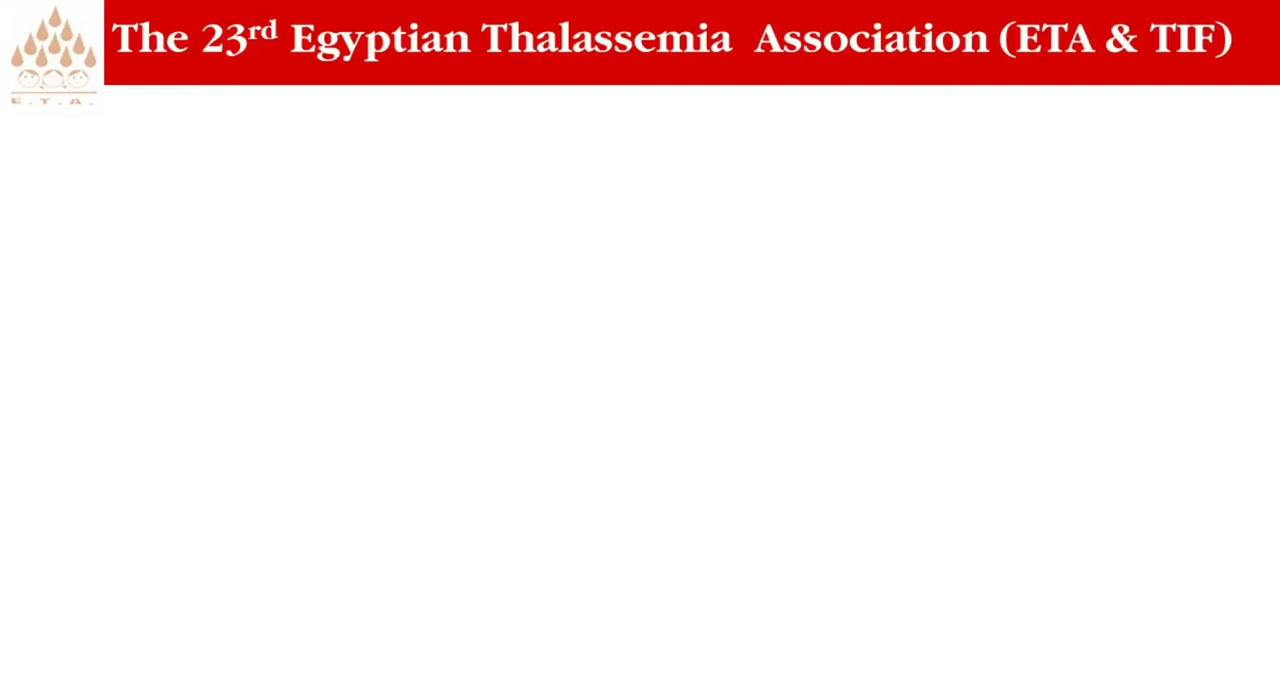 The 23rd Egyptian Thalassemia Association (ETA & TIF)
E.T.A.